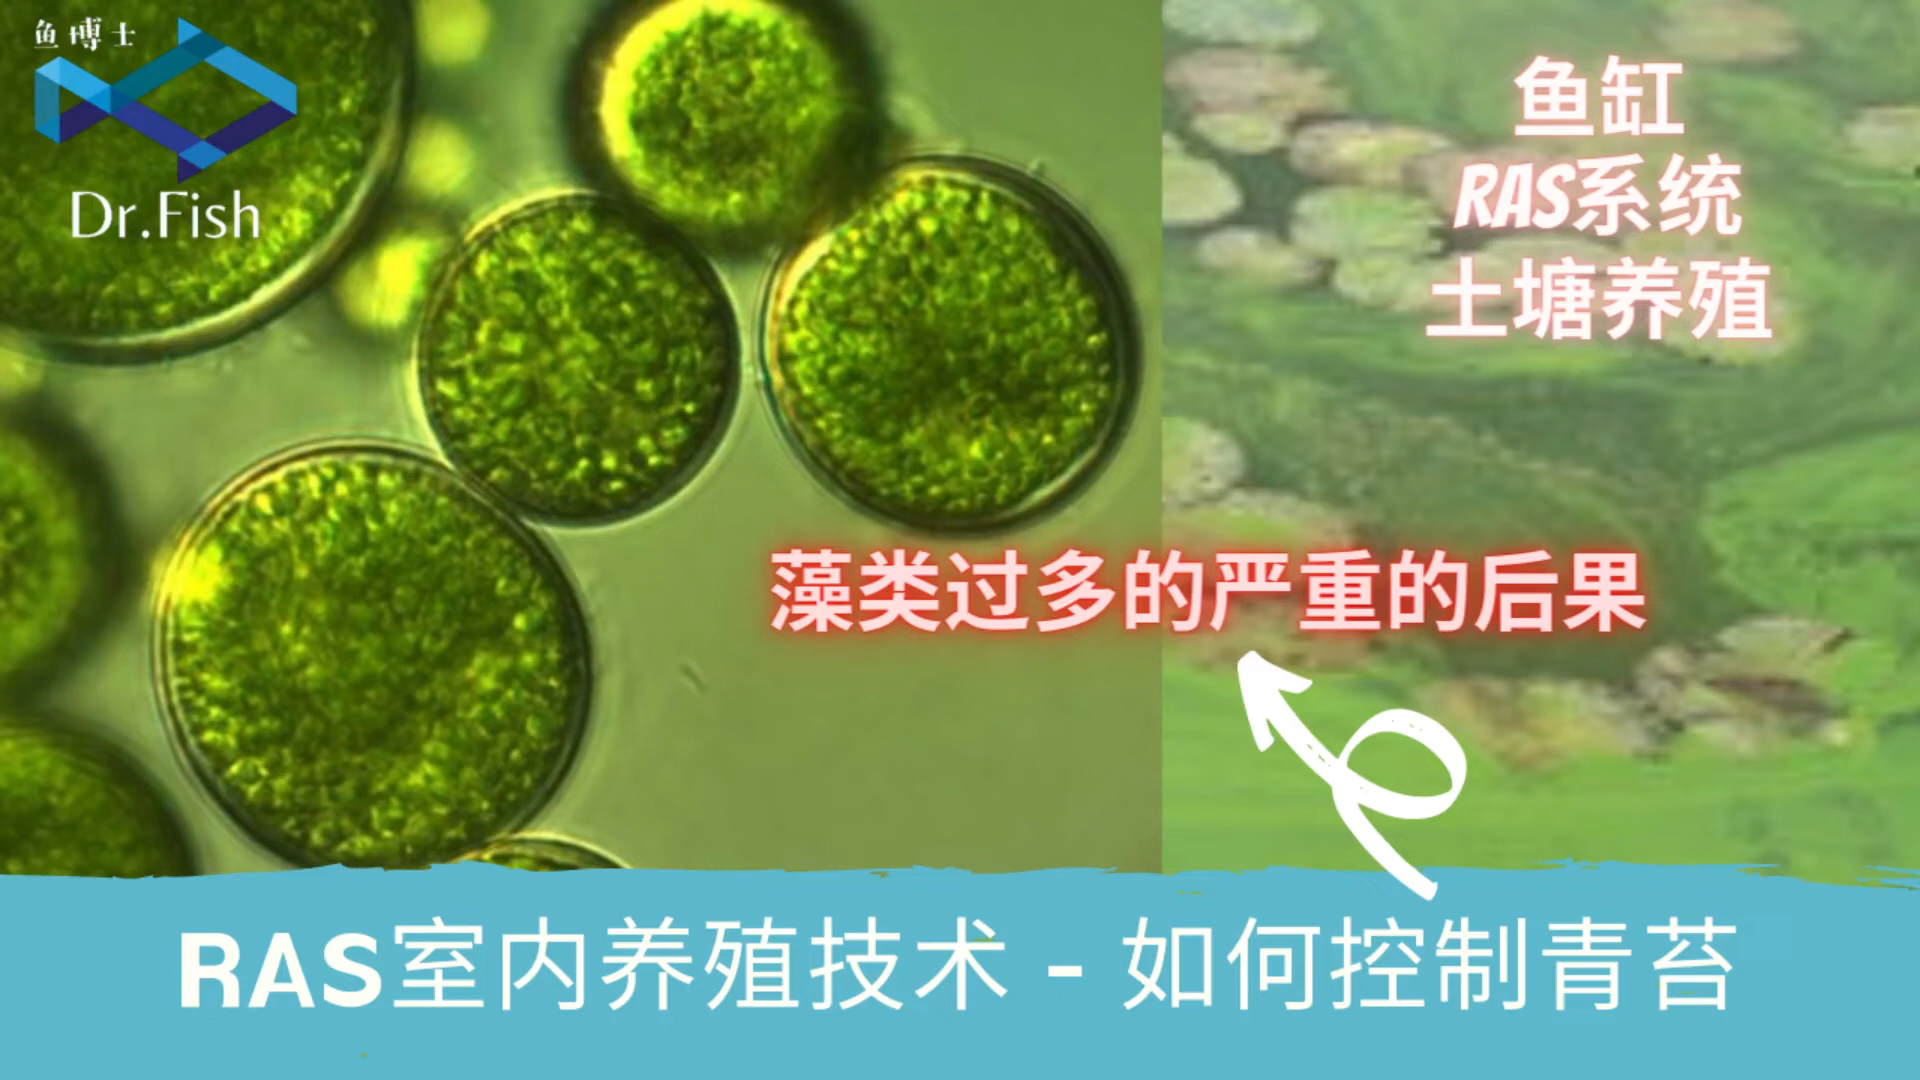 鱼博士
Dr.Fish
鱼缸
RAS系统
土塘养殖
藻类过多的严重的后果
RAS室内养殖技术 - 如何控制青苔